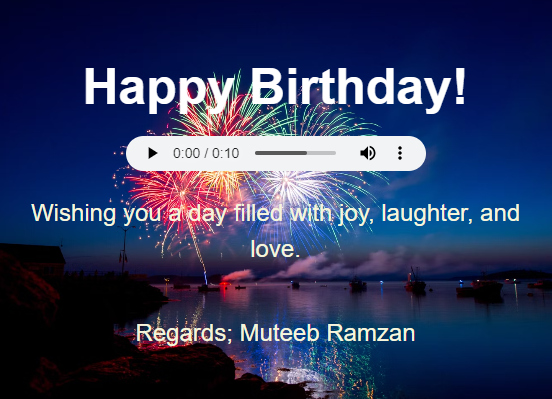 Happy Birthday!
0:00 / 0:10
Wishing you a day filled with joy, laughter, and
love.
Regards; Muteeb Ramzan